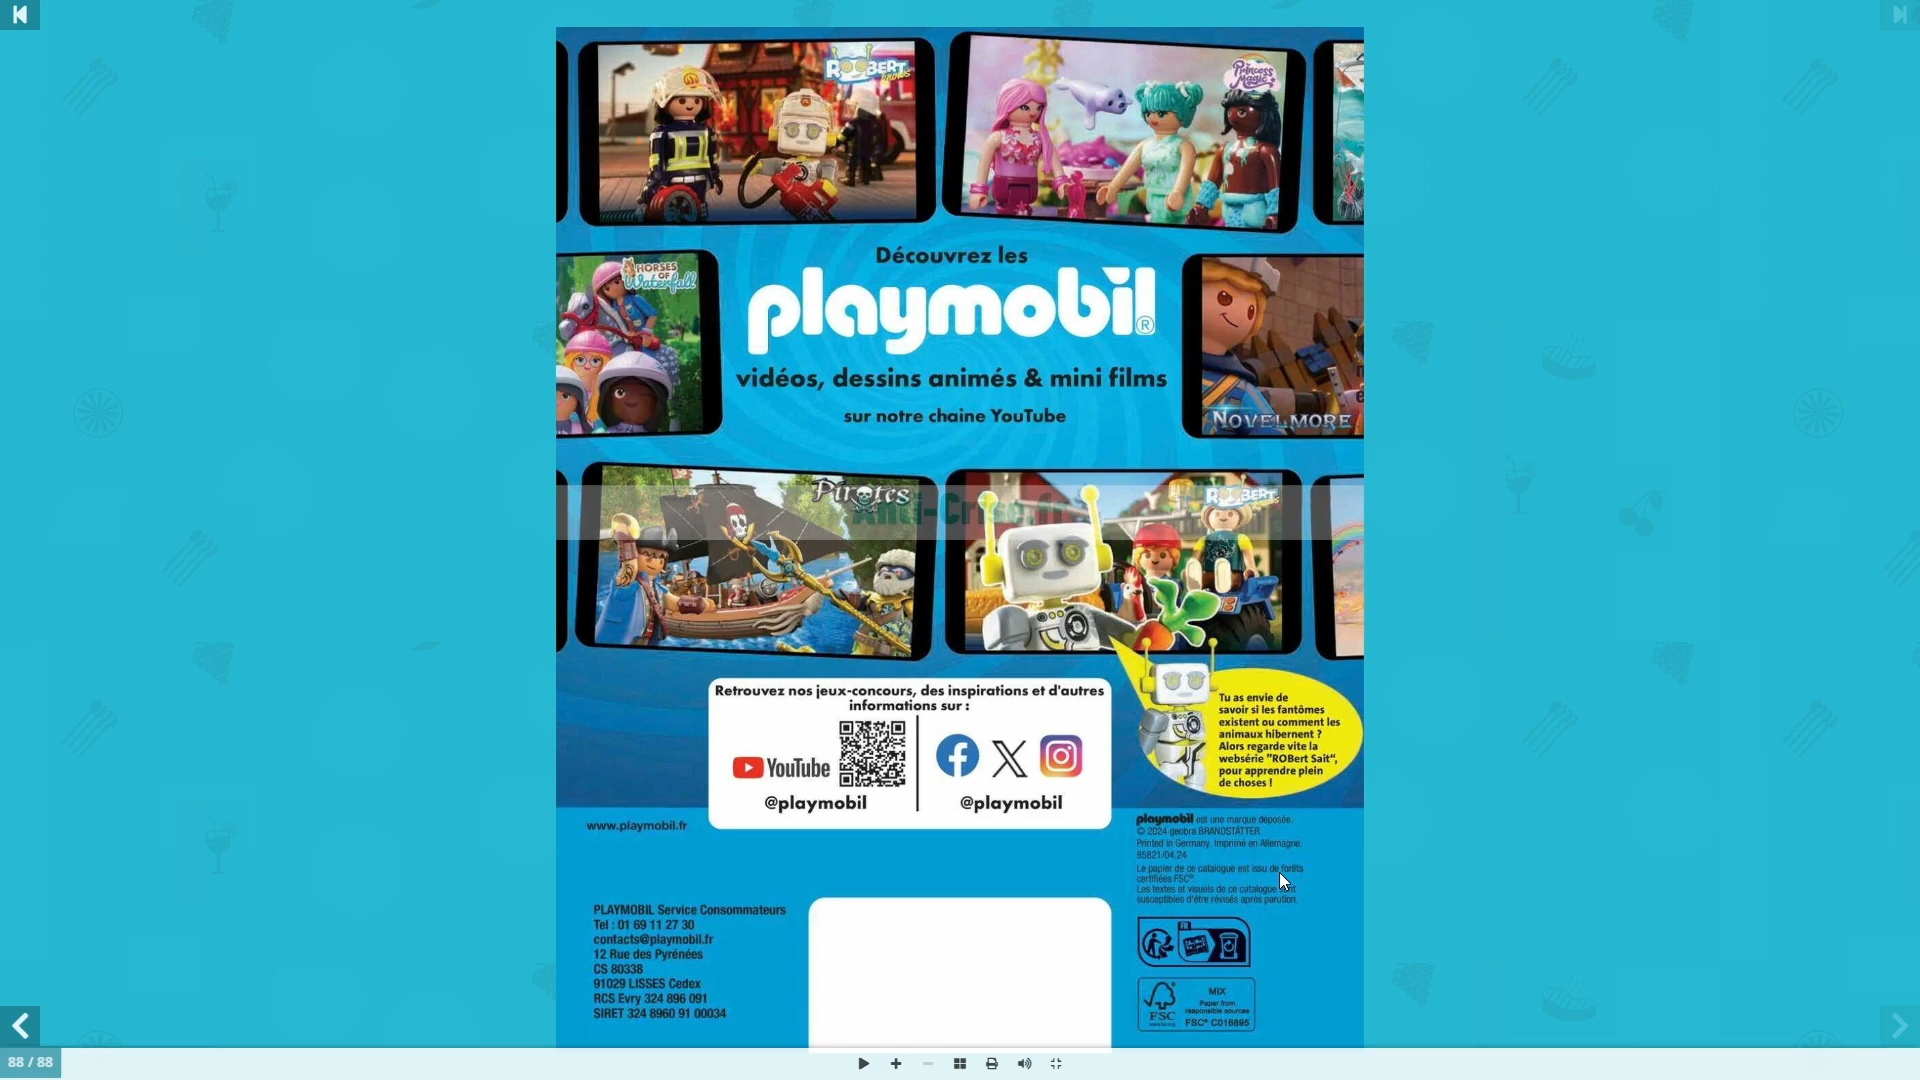 ROBERT
knows
Princess
Magic
HORSES
OF
Waterfall
Découvrez les
playmobil®
vidéos, dessins animés & mini films
sur notre chaine YouTube
NOVELMORE
Pirates
Anti-Crise.fr
ROBERT
Retrouvez nos jeux-concours, des inspirations et d'autres
informations sur :
YouTube
@playmobil
@playmobil
Tu as envie de
savoir si les fantômes
existent ou comment les
animaux hibernent ?
Alors regarde vite la
websérie "ROBert Sait",
pour apprendre plein
de choses !
www.playmobil.fr
playmobil est une marque déposée.
© 2024 geobra BRANDSTÄTTER.
Printed in Germany. Imprimé en Allemagne.
85821/04.24
Le papier de ce catalogue est issu de forêts
certifiées FSC®.
Les textes et visuels de ce catalogue sont
susceptibles d'être révisés après parution.
PLAYMOBIL Service Consommateurs
Tel : 01 69 11 27 30
contacts@playmobil.fr
12 Rue des Pyrénées
CS 80338
91029 LISSES Cedex
RCS Evry 324 896 091
SIRET 324 8960 91 00034
FR
FSC
MIX
Paper from
responsible sources
FSC® C016895
88 / 88